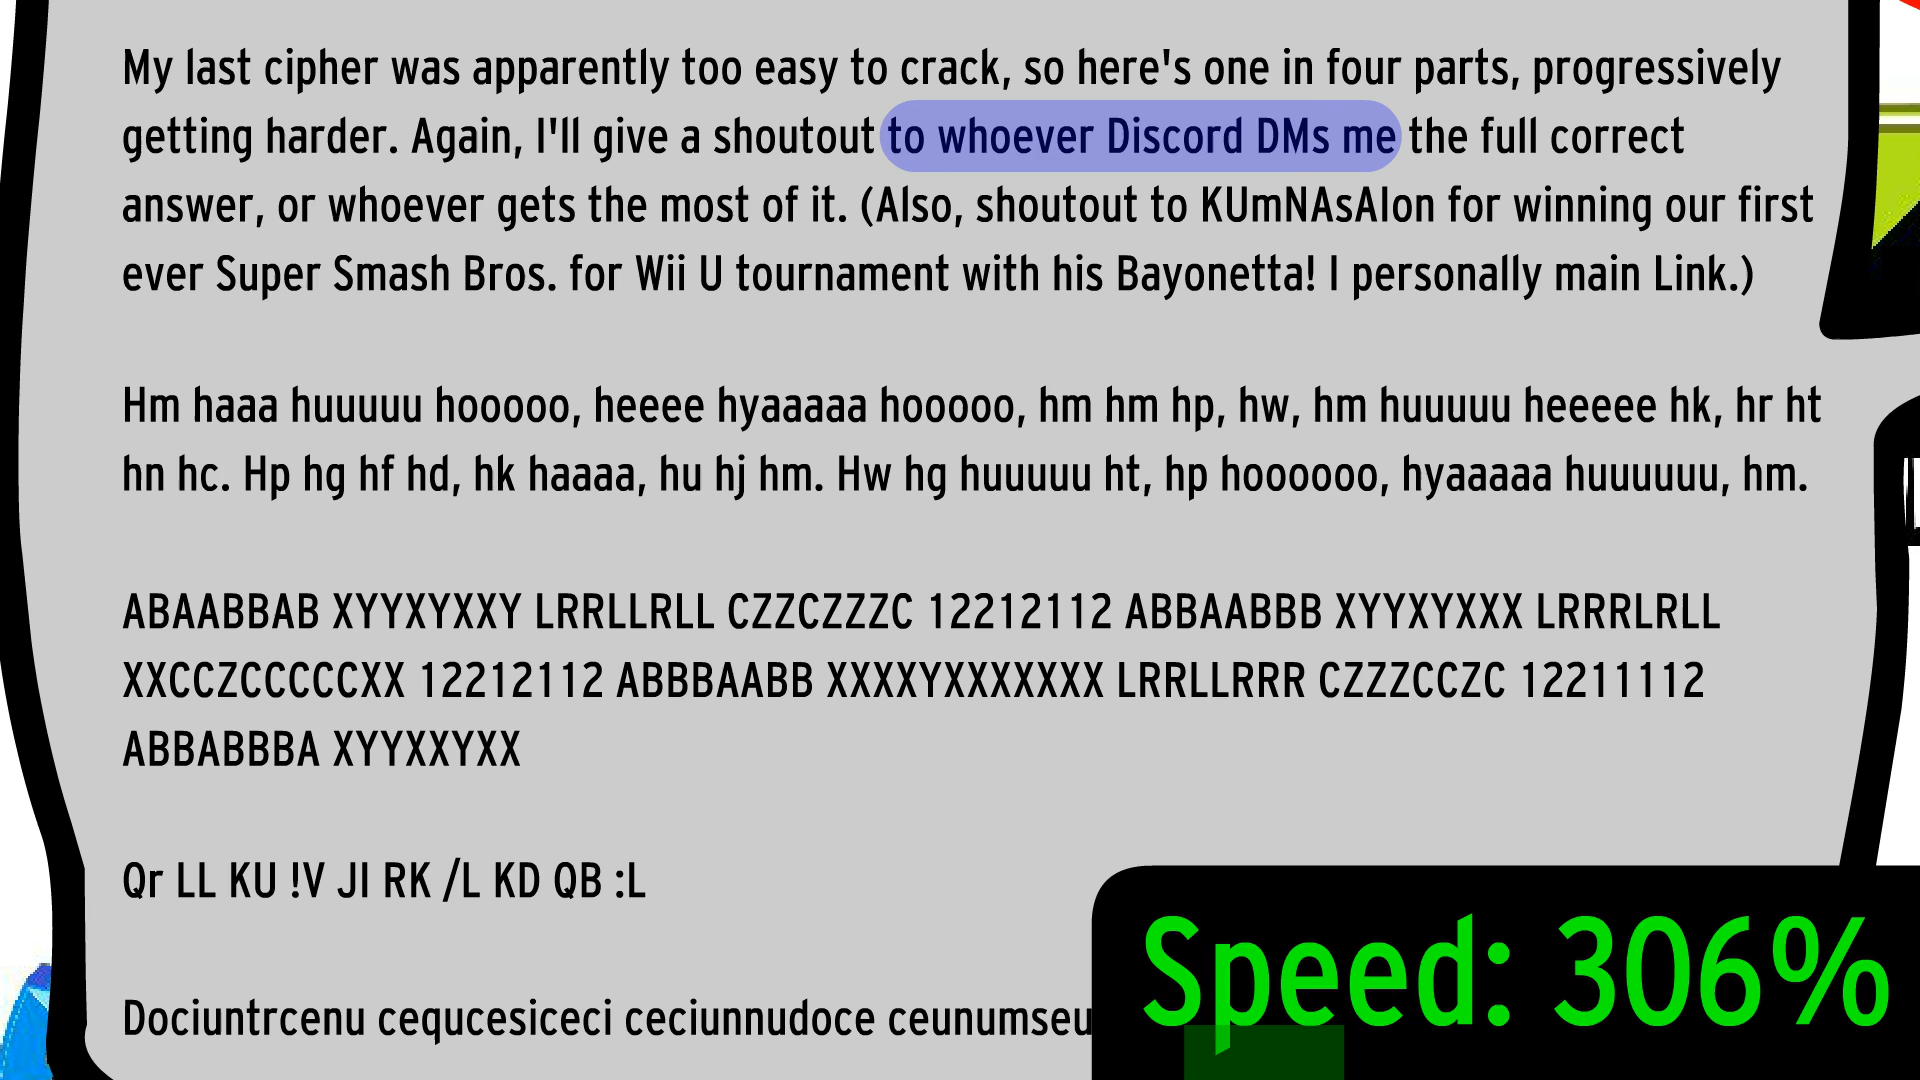 My last cipher was apparently too easy to crack, so here's one in four parts, progressively
getting harder. Again, I'll give a shoutout to whoever Discord DMs me the full correct
answer, or whoever gets the most of it. (Also, shoutout to KUmNAsAIon for winning our first
ever Super Smash Bros. for Wii U tournament with his Bayonetta! I personally main Link.)
Hm haaa huuuuu hooooo, heeee hyaaaaa hooooo, hm hm hp, hw, hm huuuuu heeeee hk, hr ht
hn hc. Hp hg hf hd, hk haaaa, hu hj hm. Hw hg huuuuu ht, hp hoooooo, hyaaaaa huuuuuu, hm.
ABAABBAB XYYXYXXY LRRLLRLL CZZCZZZC 12212112 ABBAABBB XYYXYXXX LRRRLRLL
XXCCZCCCCCXX 12212112 ABBBAABB XXXXYXXXXXXX LRRLLRRR CZZZCCZC 12211112
ABBABBBA XYYXXYXX
Qr LL KU !V JI RK /L KD QB :L
Dociuntrcenu cequcesiceci ceciunnudoce ceunumseu
Speed: 306%